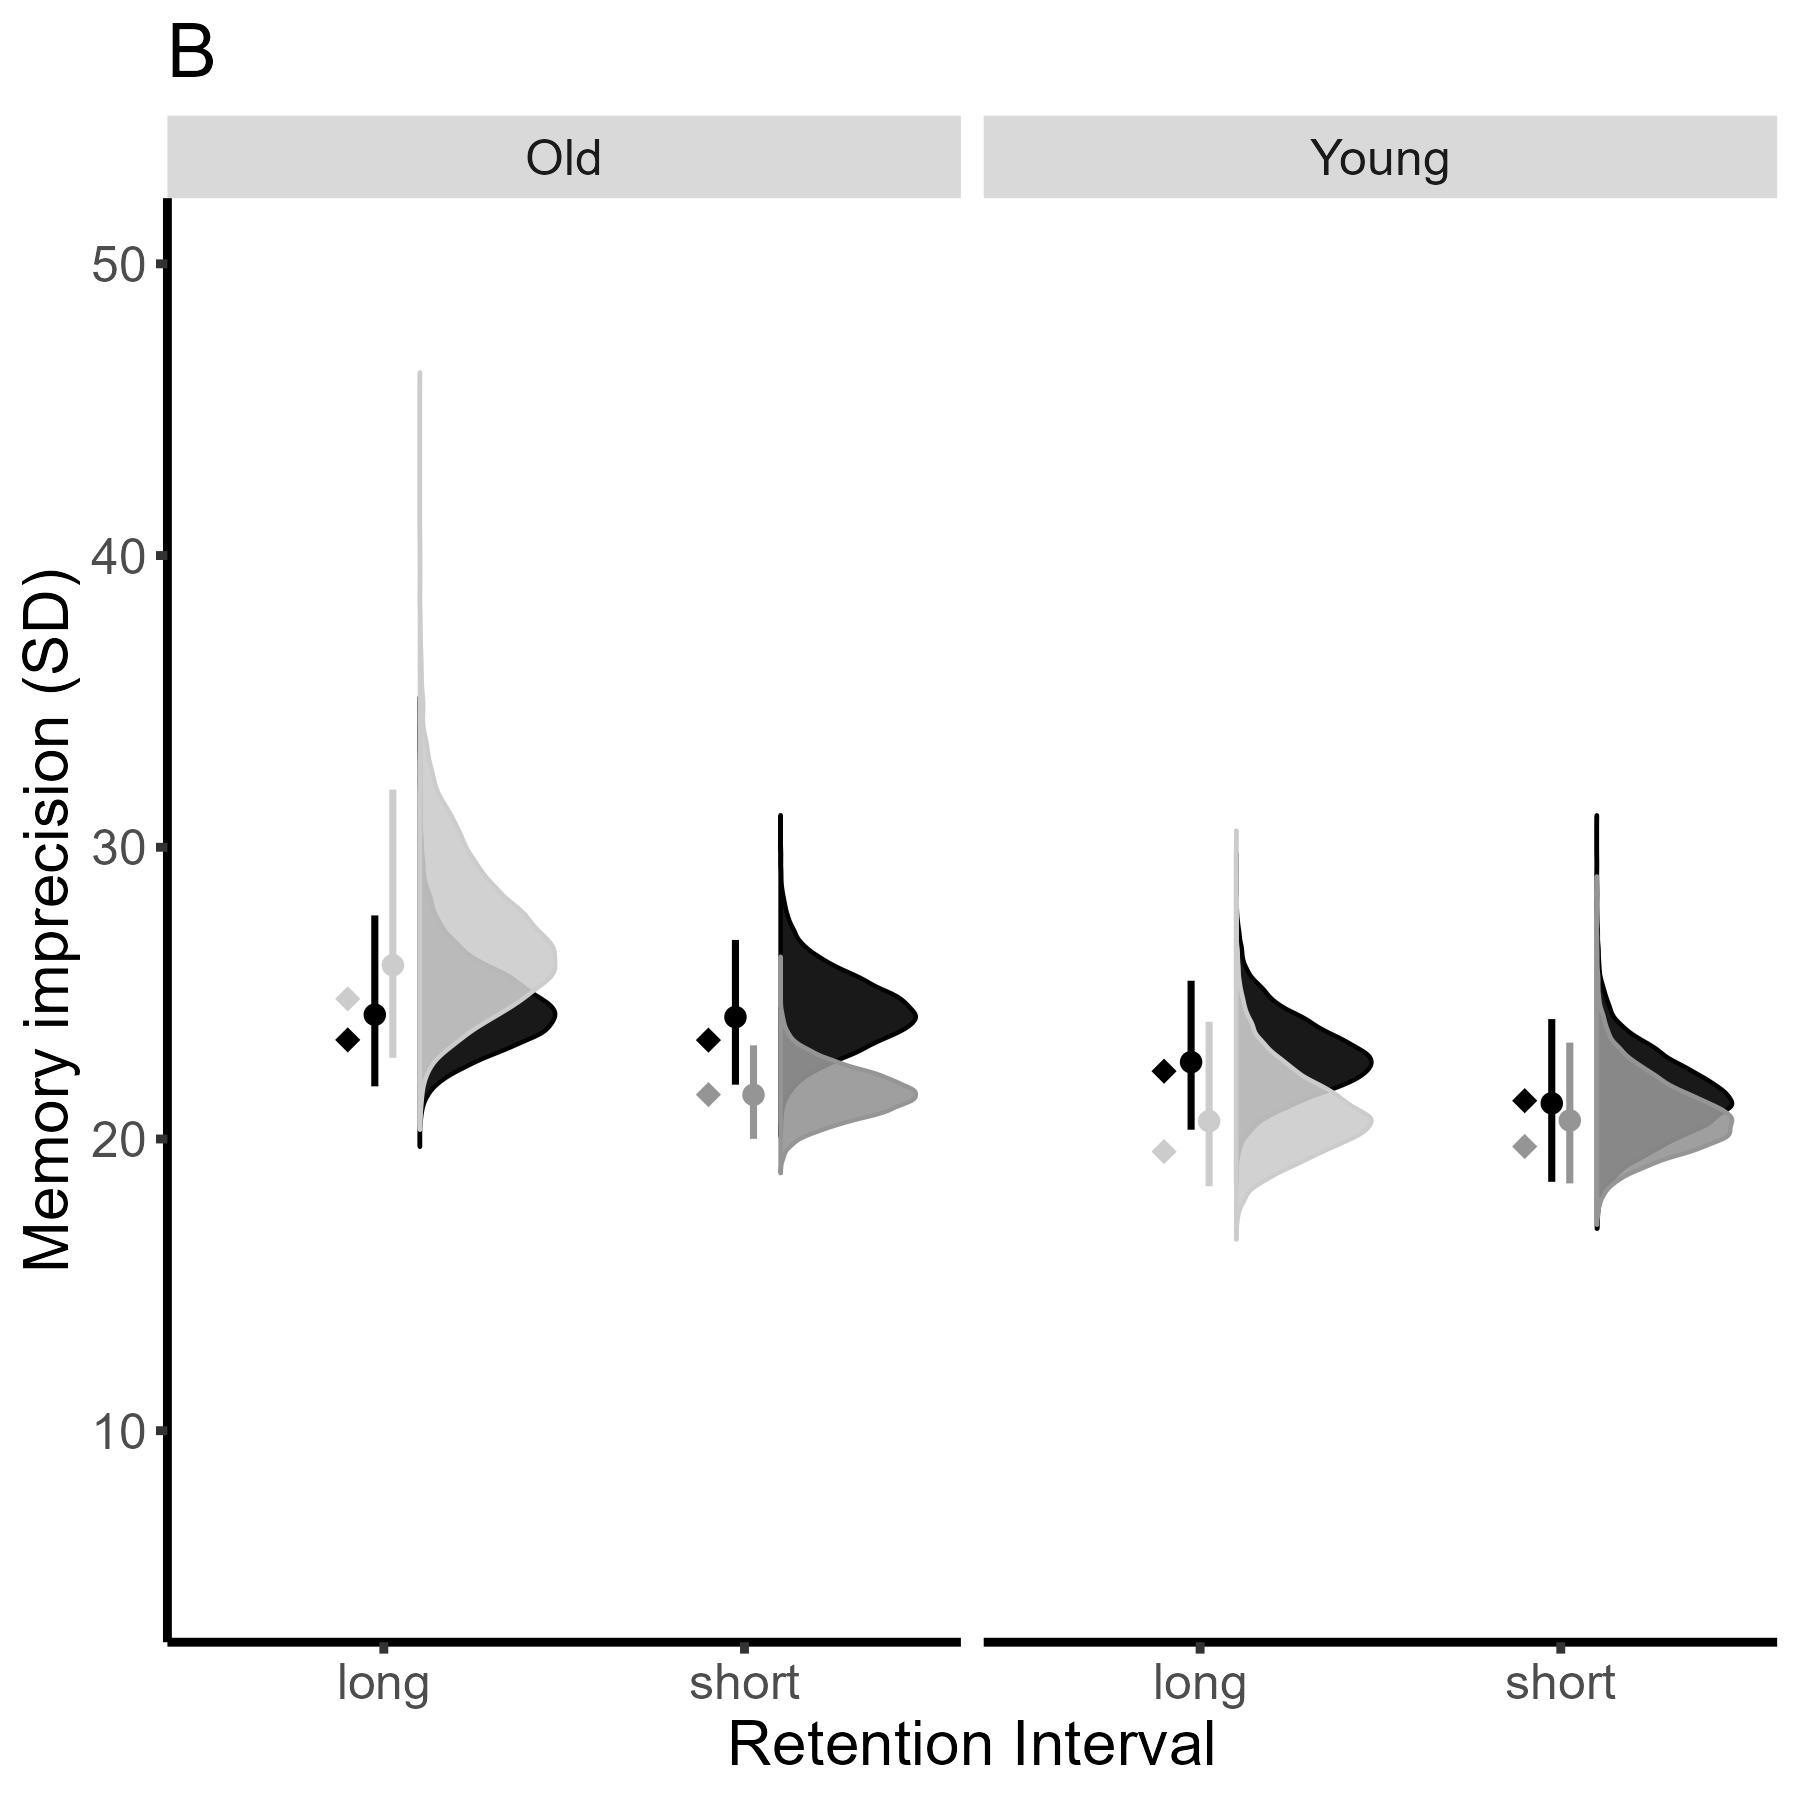 B
Old
Young
50
40
30
20
10
Memory imprecision (SD)
long
short
long
short
Retention Interval